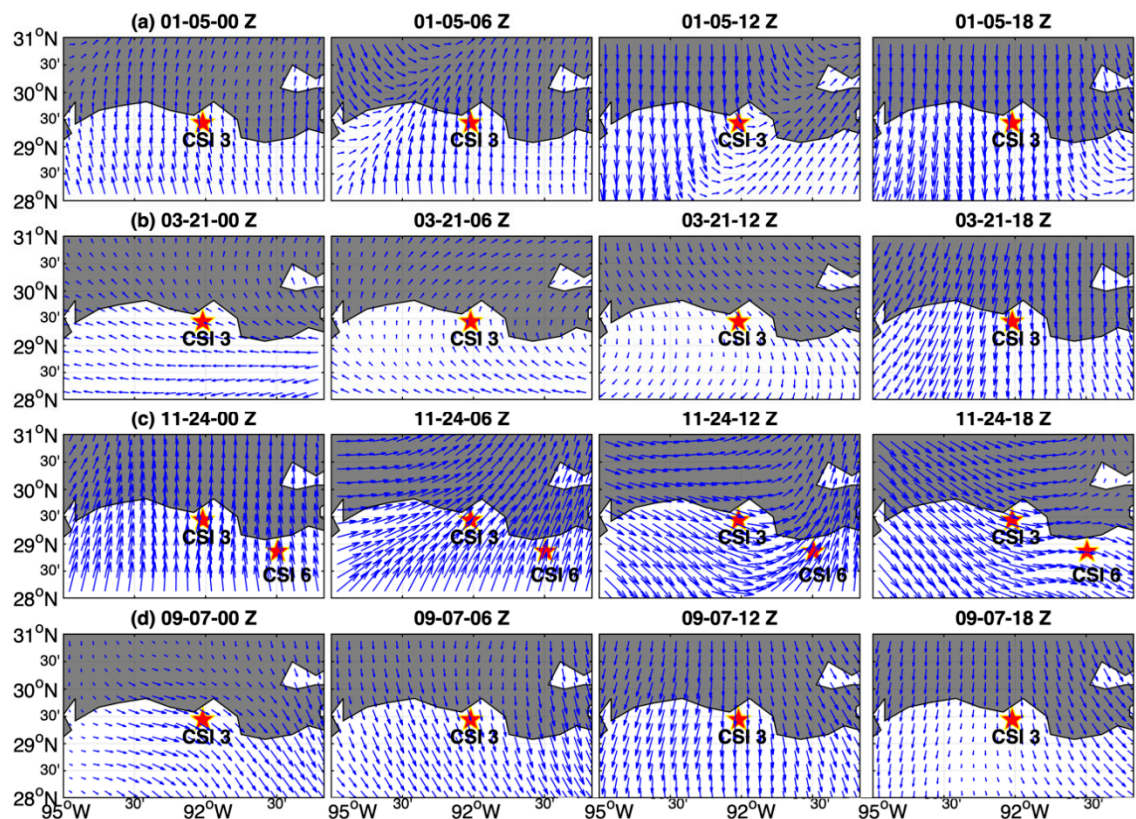 (a) 01-05-00 Z 01-05-06 Z 01-05-12 Z 01-05-18 Z
31°N
30'
30°N
30'
29°N
30'
28°N
CSI 3 CSI 3 CSI 3 CSI 3
(b) 03-21-00 Z 03-21-06 Z 03-21-12 Z 03-21-18 Z
31°N
30'
30°N
30'
29°N
30'
28°N
CSI 3 CSI 3 CSI 3 CSI 3
(c) 11-24-00 Z 11-24-06 Z 11-24-12 Z 11-24-18 Z
31°N
30'
30°N
30'
29°N
30'
28°N
CSI 3 CSI 3 CSI 3 CSI 3
CSI 6 CSI 6 CSI 6 CSI 6
(d) 09-07-00 Z 09-07-06 Z 09-07-12 Z 09-07-18 Z
31°N
30'
30°N
30'
29°N
30'
28°N
CSI 3 CSI 3 CSI 3 CSI 3
95°W 30' 92°W 30' 95°W 30' 92°W 30' 95°W 30' 92°W 30' 95°W 30' 92°W 30'